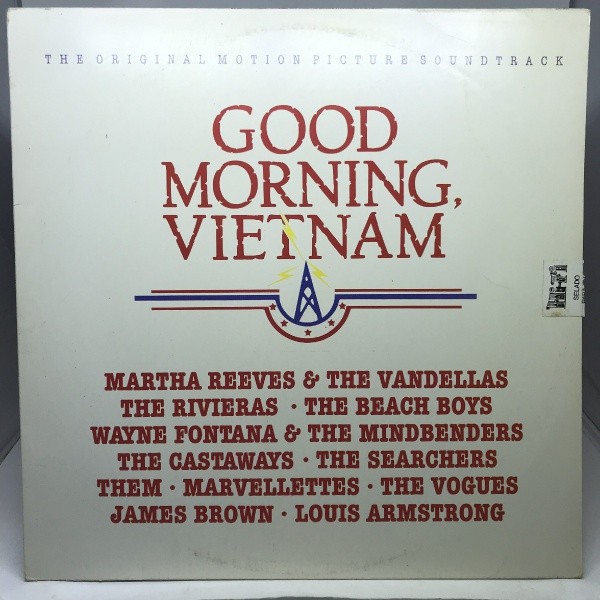 THE ORIGINAL MOTION PICTURE SOUNDTRACK
GOOD
MORNING,
VIETNAM
SELADO
MARTHA REEVES & THE VANDELLAS
THE RIVIERAS · THE BEACH BOYS
WAYNE FONTANA & THE MINDBENDERS
THE CASTAWAYS · THE SEARCHERS
THEM · MARVELLETTES · THE VOGUES
JAMES BROWN · LOUIS ARMSTRONG